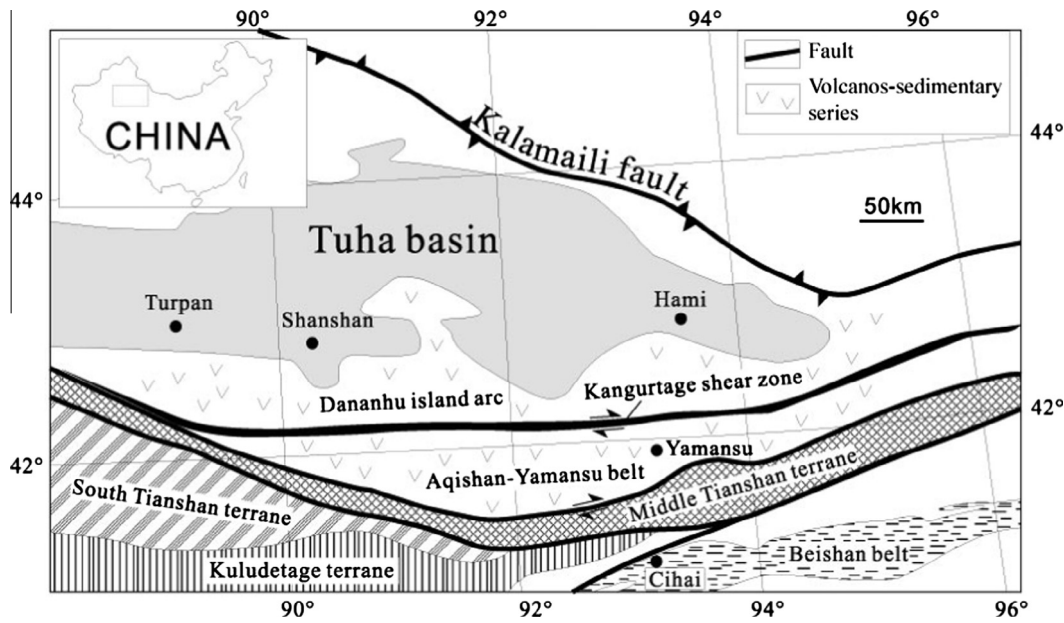 90°
92°
94°
96°
CHINA
Fault
Volcanos-sedimentary
series
Kalamaili fault
44°
44°
50km
Tuha basin
Turpan
Shanshan
Hami
Dananhu island arc
Kangurtage shear zone
42°
42°
Yamansu
Aqishan-Yamansu belt
Middle Tianshan terrane
South Tianshan terrane
Kuludetage terrane
Beishan belt
Cihai
90°
92°
94°
96°